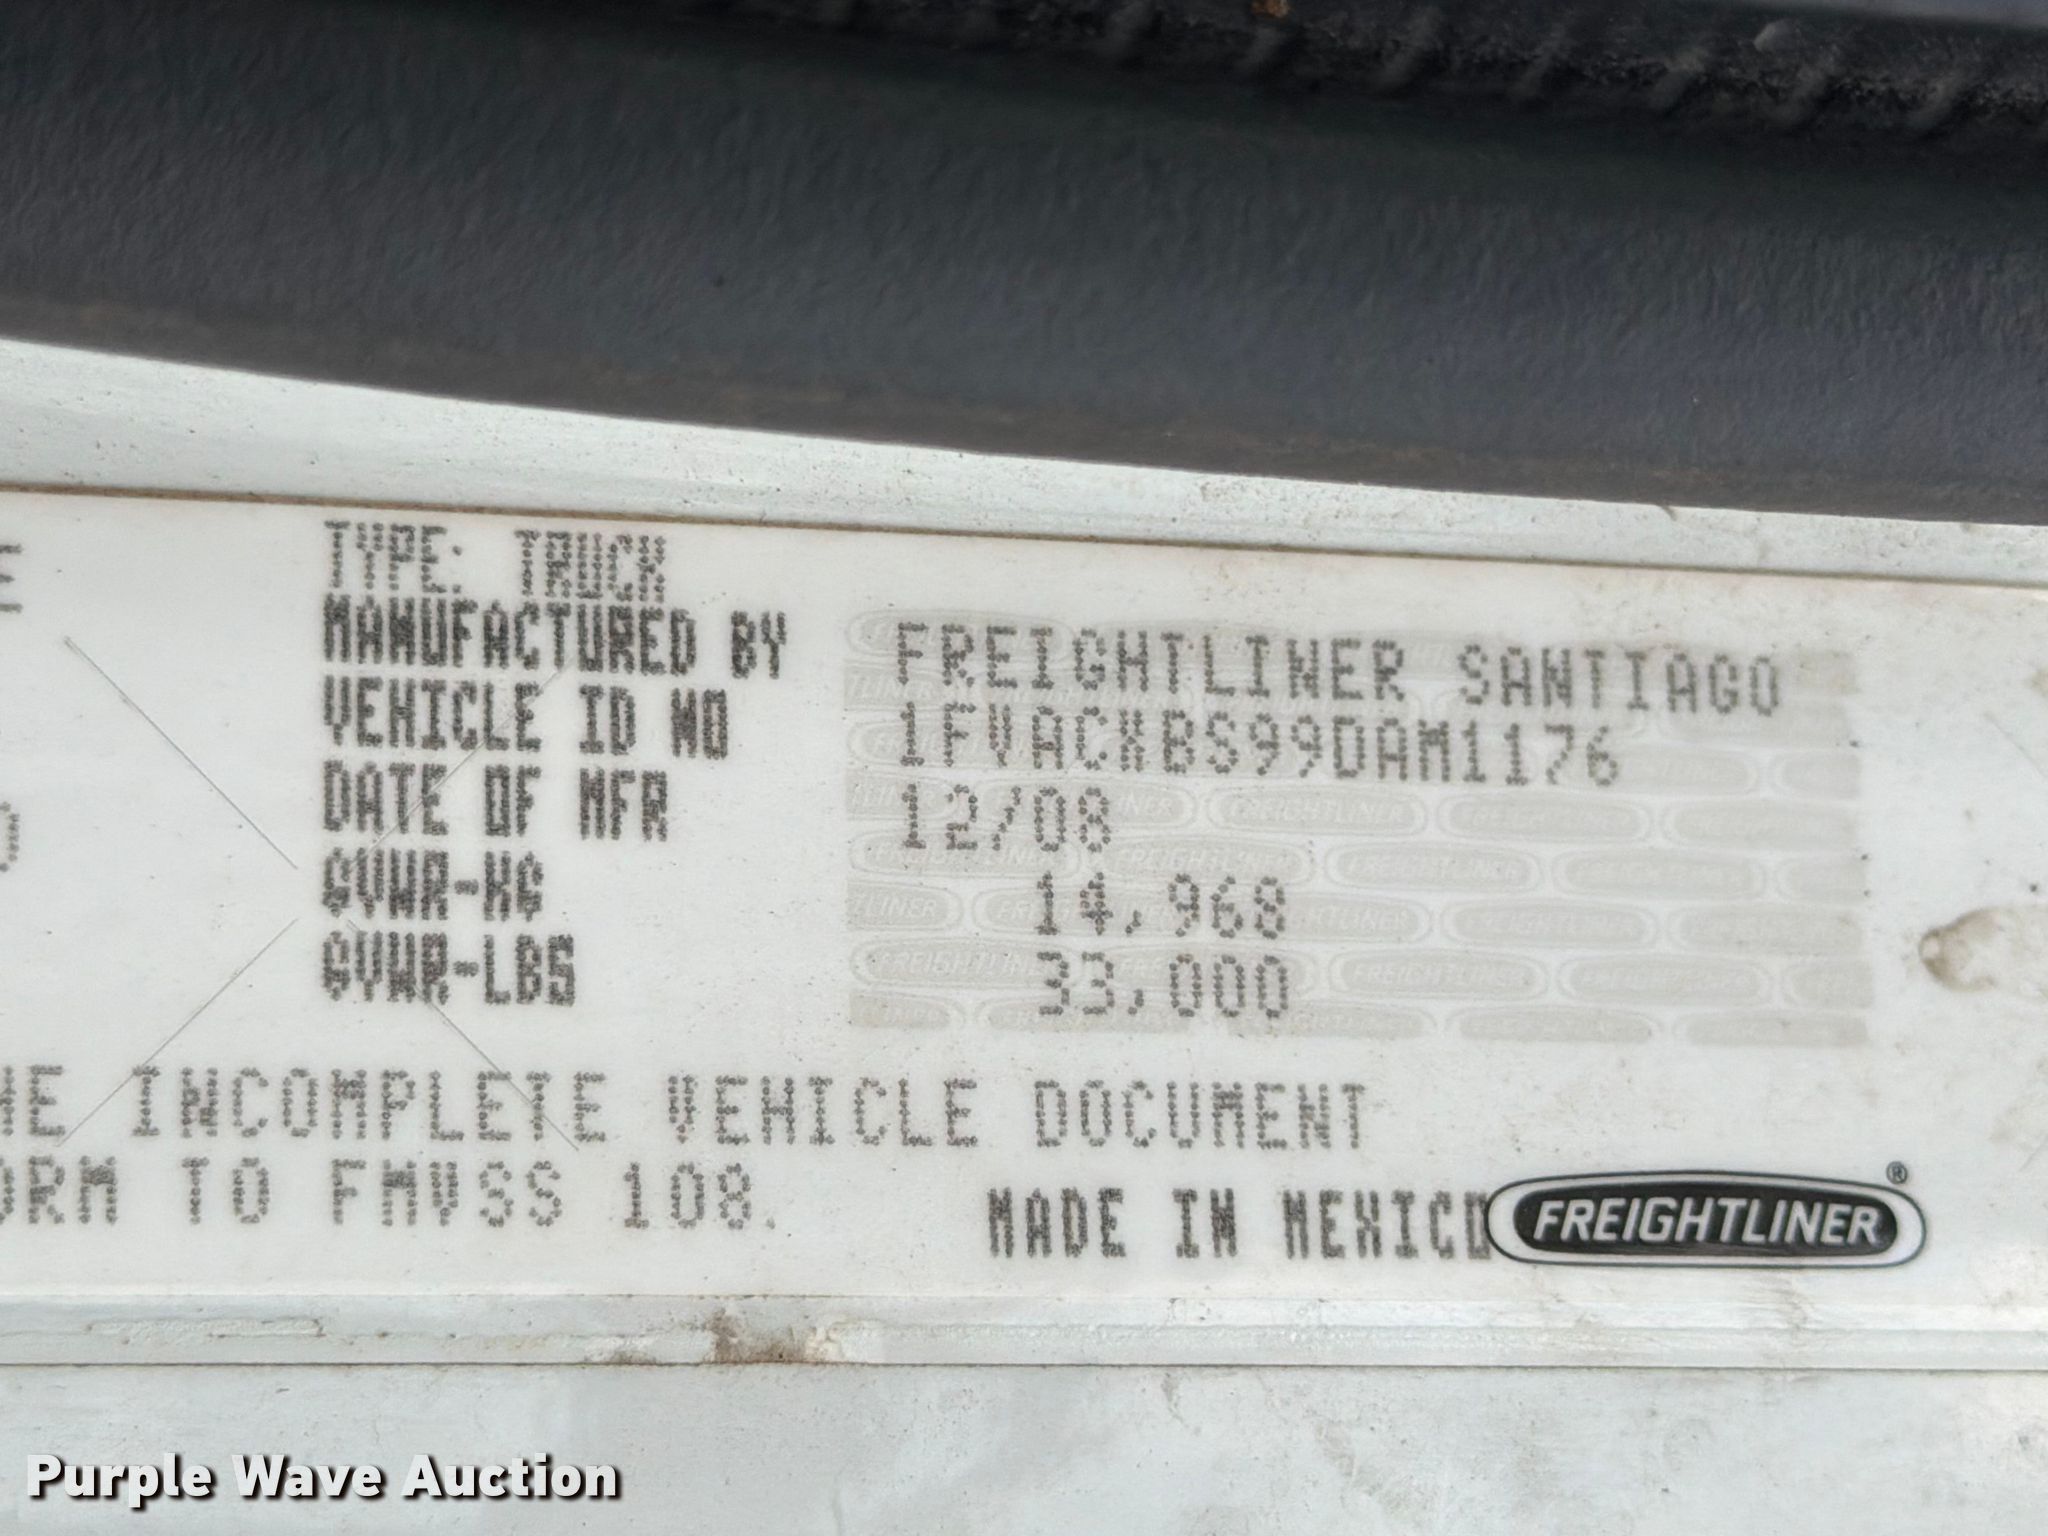 TYPE: TRUCK
MANUFACTURED BY FREIGHTLINER SANTIAGO
VEHICLE ID NO 1FVACXBS99DAM1176
DATE OF MFR 12/08
GVWR-KG 14,968
GVWR-LBS 33,000
INCOMPLETE VEHICLE DOCUMENT
TO FMVSS 108.
MADE IN MEXICO FREIGHTLINER®
Purple Wave Auction